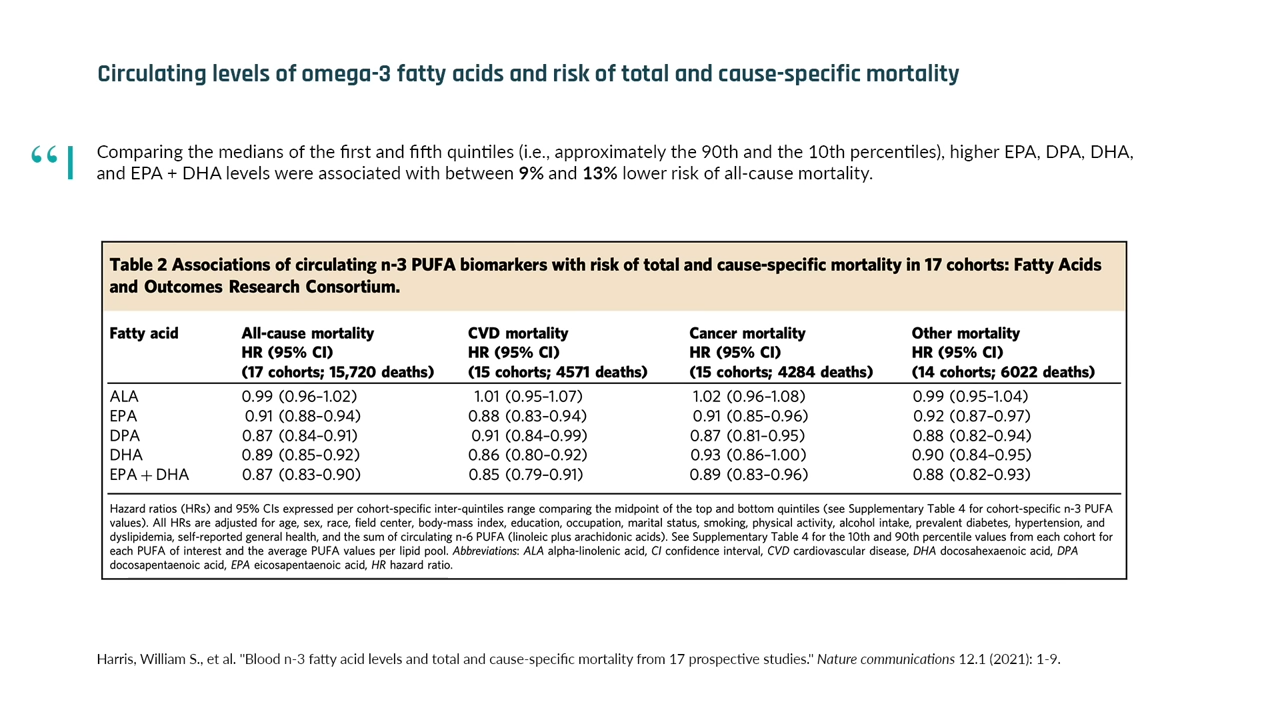 Circulating levels of omega-3 fatty acids and risk of total and cause-specific mortality
“
Comparing the medians of the first and fifth quintiles (i.e., approximately the 90th and the 10th percentiles), higher EPA, DPA, DHA,
and EPA + DHA levels were associated with between 9% and 13% lower risk of all-cause mortality.
Table 2 Associations of circulating n-3 PUFA biomarkers with risk of total and cause-specific mortality in 17 cohorts: Fatty Acids
and Outcomes Research Consortium.
Fatty acid All-cause mortality CVD mortality Cancer mortality Other mortality
HR (95% CI) HR (95% CI) HR (95% CI) HR (95% CI)
(17 cohorts; 15,720 deaths) (15 cohorts; 4571 deaths) (15 cohorts; 4284 deaths) (14 cohorts; 6022 deaths)
ALA 0.99 (0.96–1.02) 1.01 (0.95–1.07) 1.02 (0.96–1.08) 0.99 (0.95–1.04)
EPA 0.91 (0.88–0.94) 0.88 (0.83–0.94) 0.91 (0.85–0.96) 0.92 (0.87–0.97)
DPA 0.87 (0.84–0.91) 0.91 (0.84–0.99) 0.87 (0.81–0.95) 0.88 (0.82–0.94)
DHA 0.89 (0.85–0.92) 0.86 (0.80–0.92) 0.93 (0.86–1.00) 0.90 (0.84–0.95)
EPA + DHA 0.87 (0.83–0.90) 0.85 (0.79–0.91) 0.89 (0.83–0.96) 0.88 (0.82–0.93)
Hazard ratios (HRs) and 95% CIs expressed per cohort-specific inter-quintiles range comparing the midpoint of the top and bottom quintiles (see Supplementary Table 4 for cohort-specific n-3 PUFA
values). All HRs are adjusted for age, sex, race, field center, body-mass index, education, occupation, marital status, smoking, physical activity, alcohol intake, prevalent diabetes, hypertension, and
dyslipidemia, self-reported general health, and the sum of circulating n-6 PUFA (linoleic plus arachidonic acids). See Supplementary Table 4 for the 10th and 90th percentile values from each cohort for
each PUFA of interest and the average PUFA values per lipid pool. Abbreviations: ALA alpha-linolenic acid, CI confidence interval, CVD cardiovascular disease, DHA docosahexaenoic acid, DPA
docosapentaenoic acid, EPA eicosapentaenoic acid, HR hazard ratio.
Harris, William S., et al. "Blood n-3 fatty acid levels and total and cause-specific mortality from 17 prospective studies." Nature communications 12.1 (2021): 1-9.